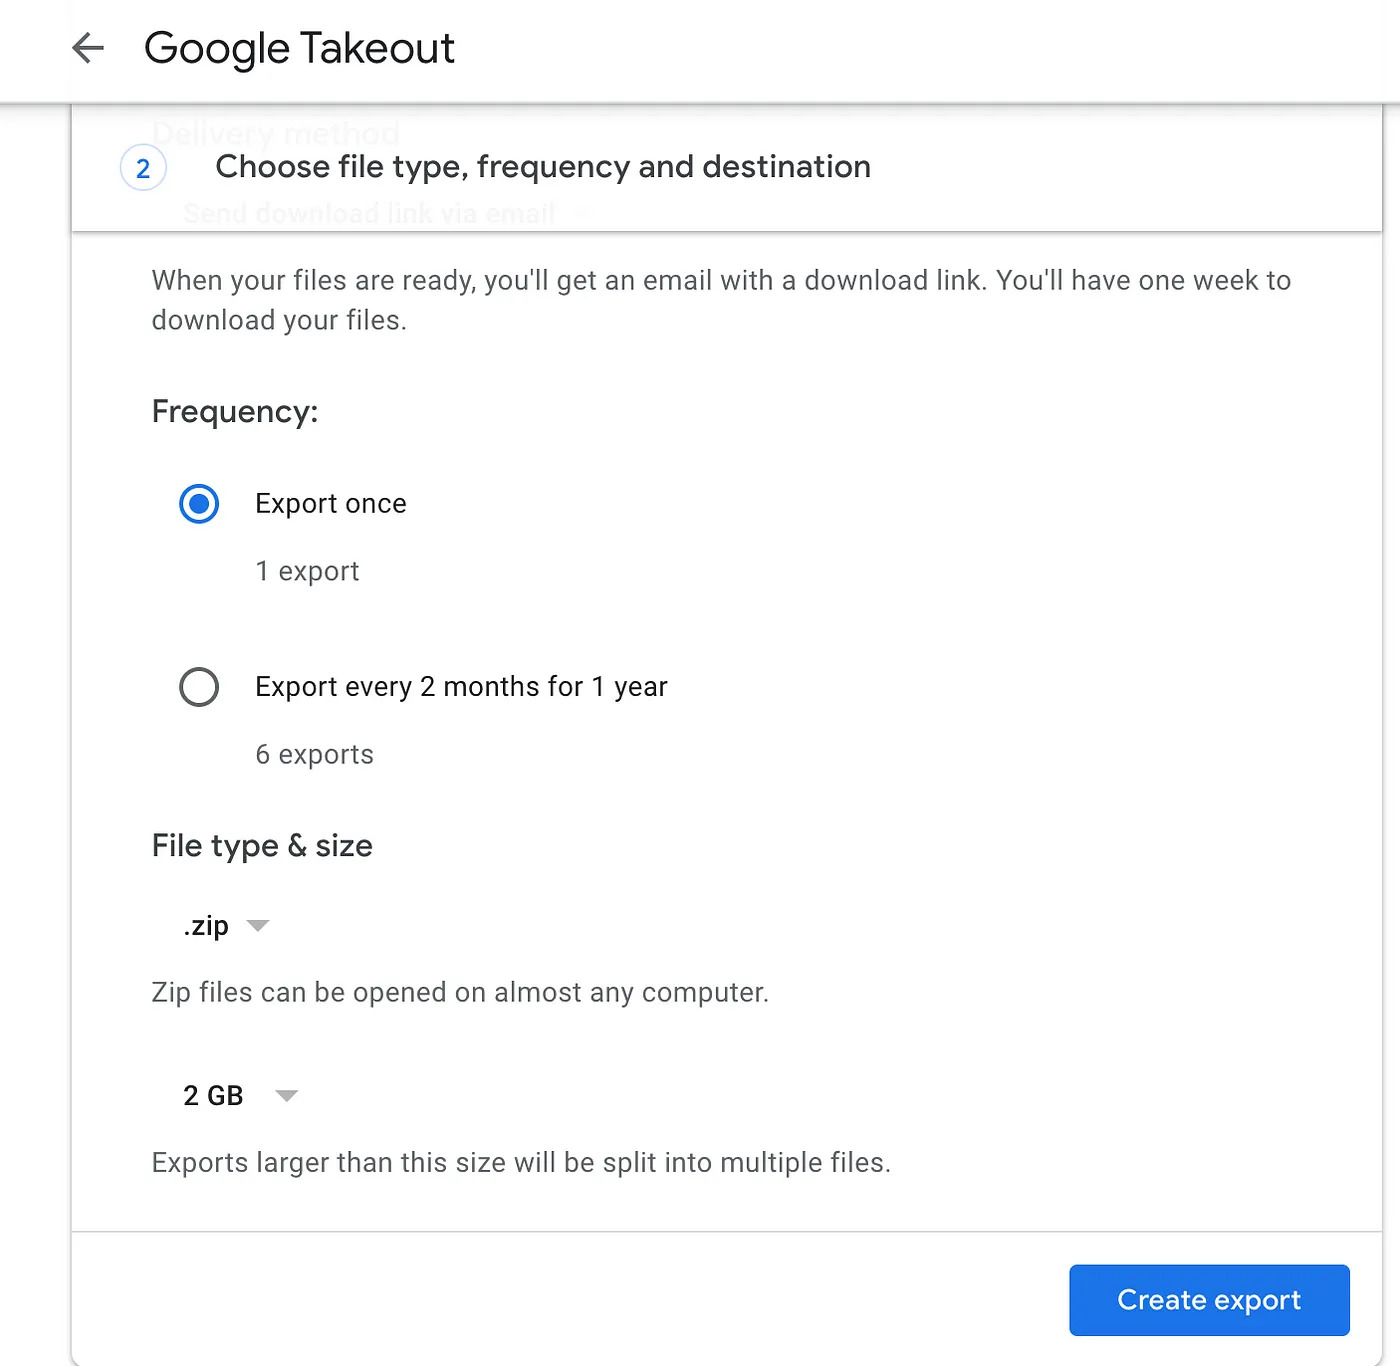 Google Takeout
Delivery method
2
Choose file type, frequency and destination
Send download link via email
When your files are ready, you'll get an email with a download link. You'll have one week to
download your files.
Frequency:
Export once
1 export
Export every 2 months for 1 year
6 exports
File type & size
.zip
Zip files can be opened on almost any computer.
2 GB
Exports larger than this size will be split into multiple files.
Create export